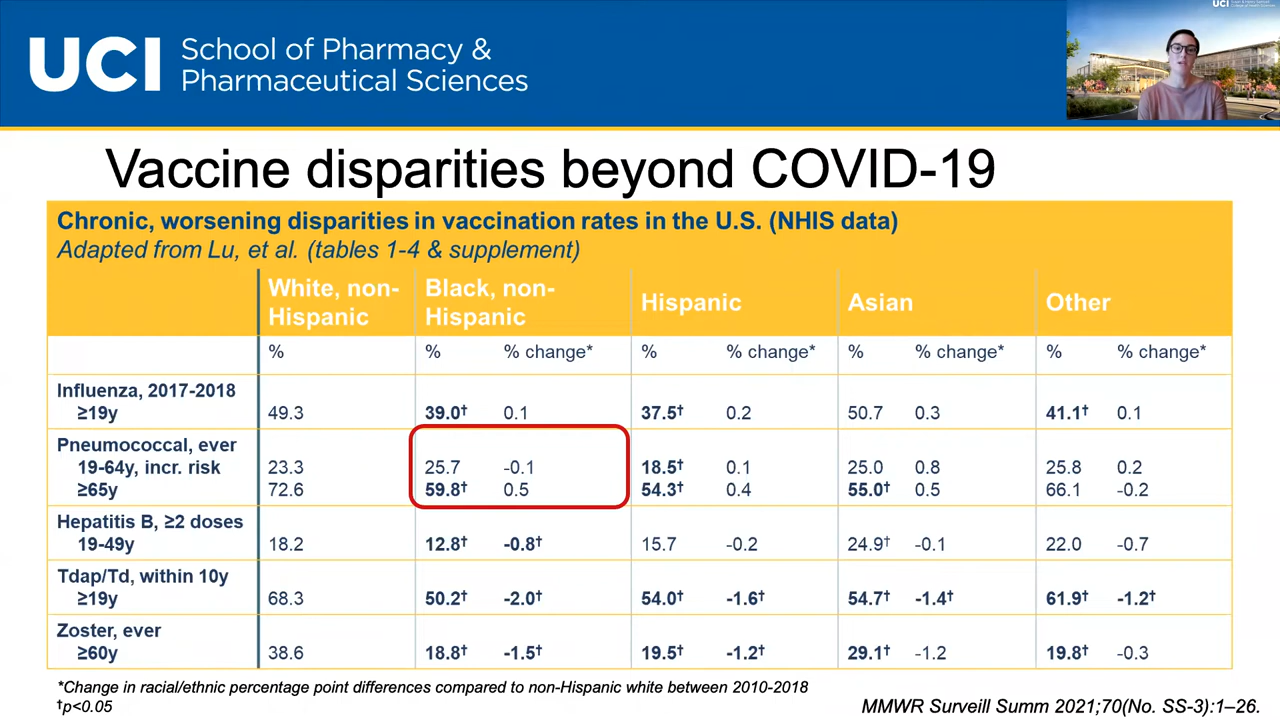 UCI School of Pharmacy &
Pharmaceutical Sciences
UCI
Vaccine disparities beyond COVID-19
Chronic, worsening disparities in vaccination rates in the U.S. (NHIS data)
Adapted from Lu, et al. (tables 1-4 & supplement)
White, non-Hispanic Black, non-Hispanic Hispanic Asian Other
% % % change* % % change* % % change* % % change*
Influenza, 2017-2018
≥19y 49.3 39.0† 0.1 37.5† 0.2 50.7 0.3 41.1† 0.1
Pneumococcal, ever
19-64y, incr. risk 23.3 25.7 -0.1 18.5† 0.1 25.0 0.8 25.8 0.2
≥65y 72.6 59.8† 0.5 54.3† 0.4 55.0† 0.5 66.1 -0.2
Hepatitis B, ≥2 doses
19-49y 18.2 12.8† -0.8† 15.7 -0.2 24.9† -0.1 22.0 -0.7
Tdap/Td, within 10y
≥19y 68.3 50.2† -2.0† 54.0† -1.6† 54.7† -1.4† 61.9† -1.2†
Zoster, ever
≥60y 38.6 18.8† -1.5† 19.5† -1.2† 29.1† -1.2 19.8† -0.3
*Change in racial/ethnic percentage point differences compared to non-Hispanic white between 2010-2018
†p<0.05
MMWR Surveill Summ 2021;70(No. SS-3):1–26.